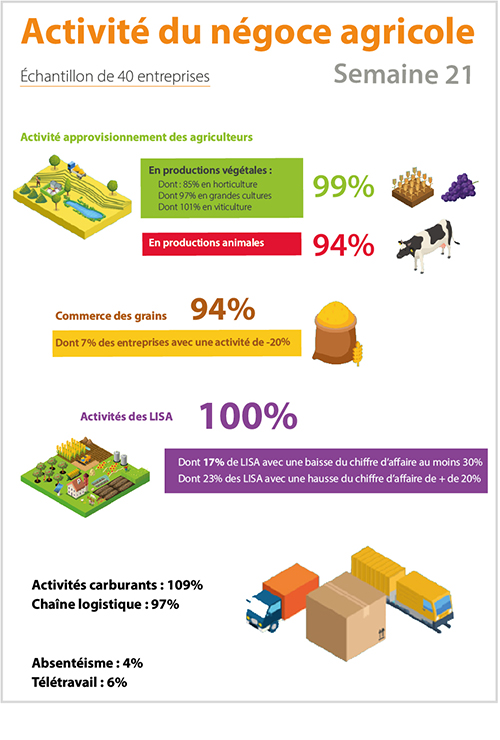 Activité du négoce agricole
Échantillon de 40 entreprises
Semaine 21
Activité approvisionnement des agriculteurs
En productions végétales :
Dont : 85% en horticulture
Dont 97% en grandes cultures
Dont 101% en viticulture
99%
En productions animales
94%
Commerce des grains
94%
Dont 7% des entreprises avec une activité de -20%
Activités des LISA
100%
Dont 17% de LISA avec une baisse du chiffre d'affaire au moins 30%
Dont 23% des LISA avec une hausse du chiffre d'affaire de + de 20%
Activités carburants : 109%
Chaîne logistique : 97%
Absentéisme : 4%
Télétravail : 6%